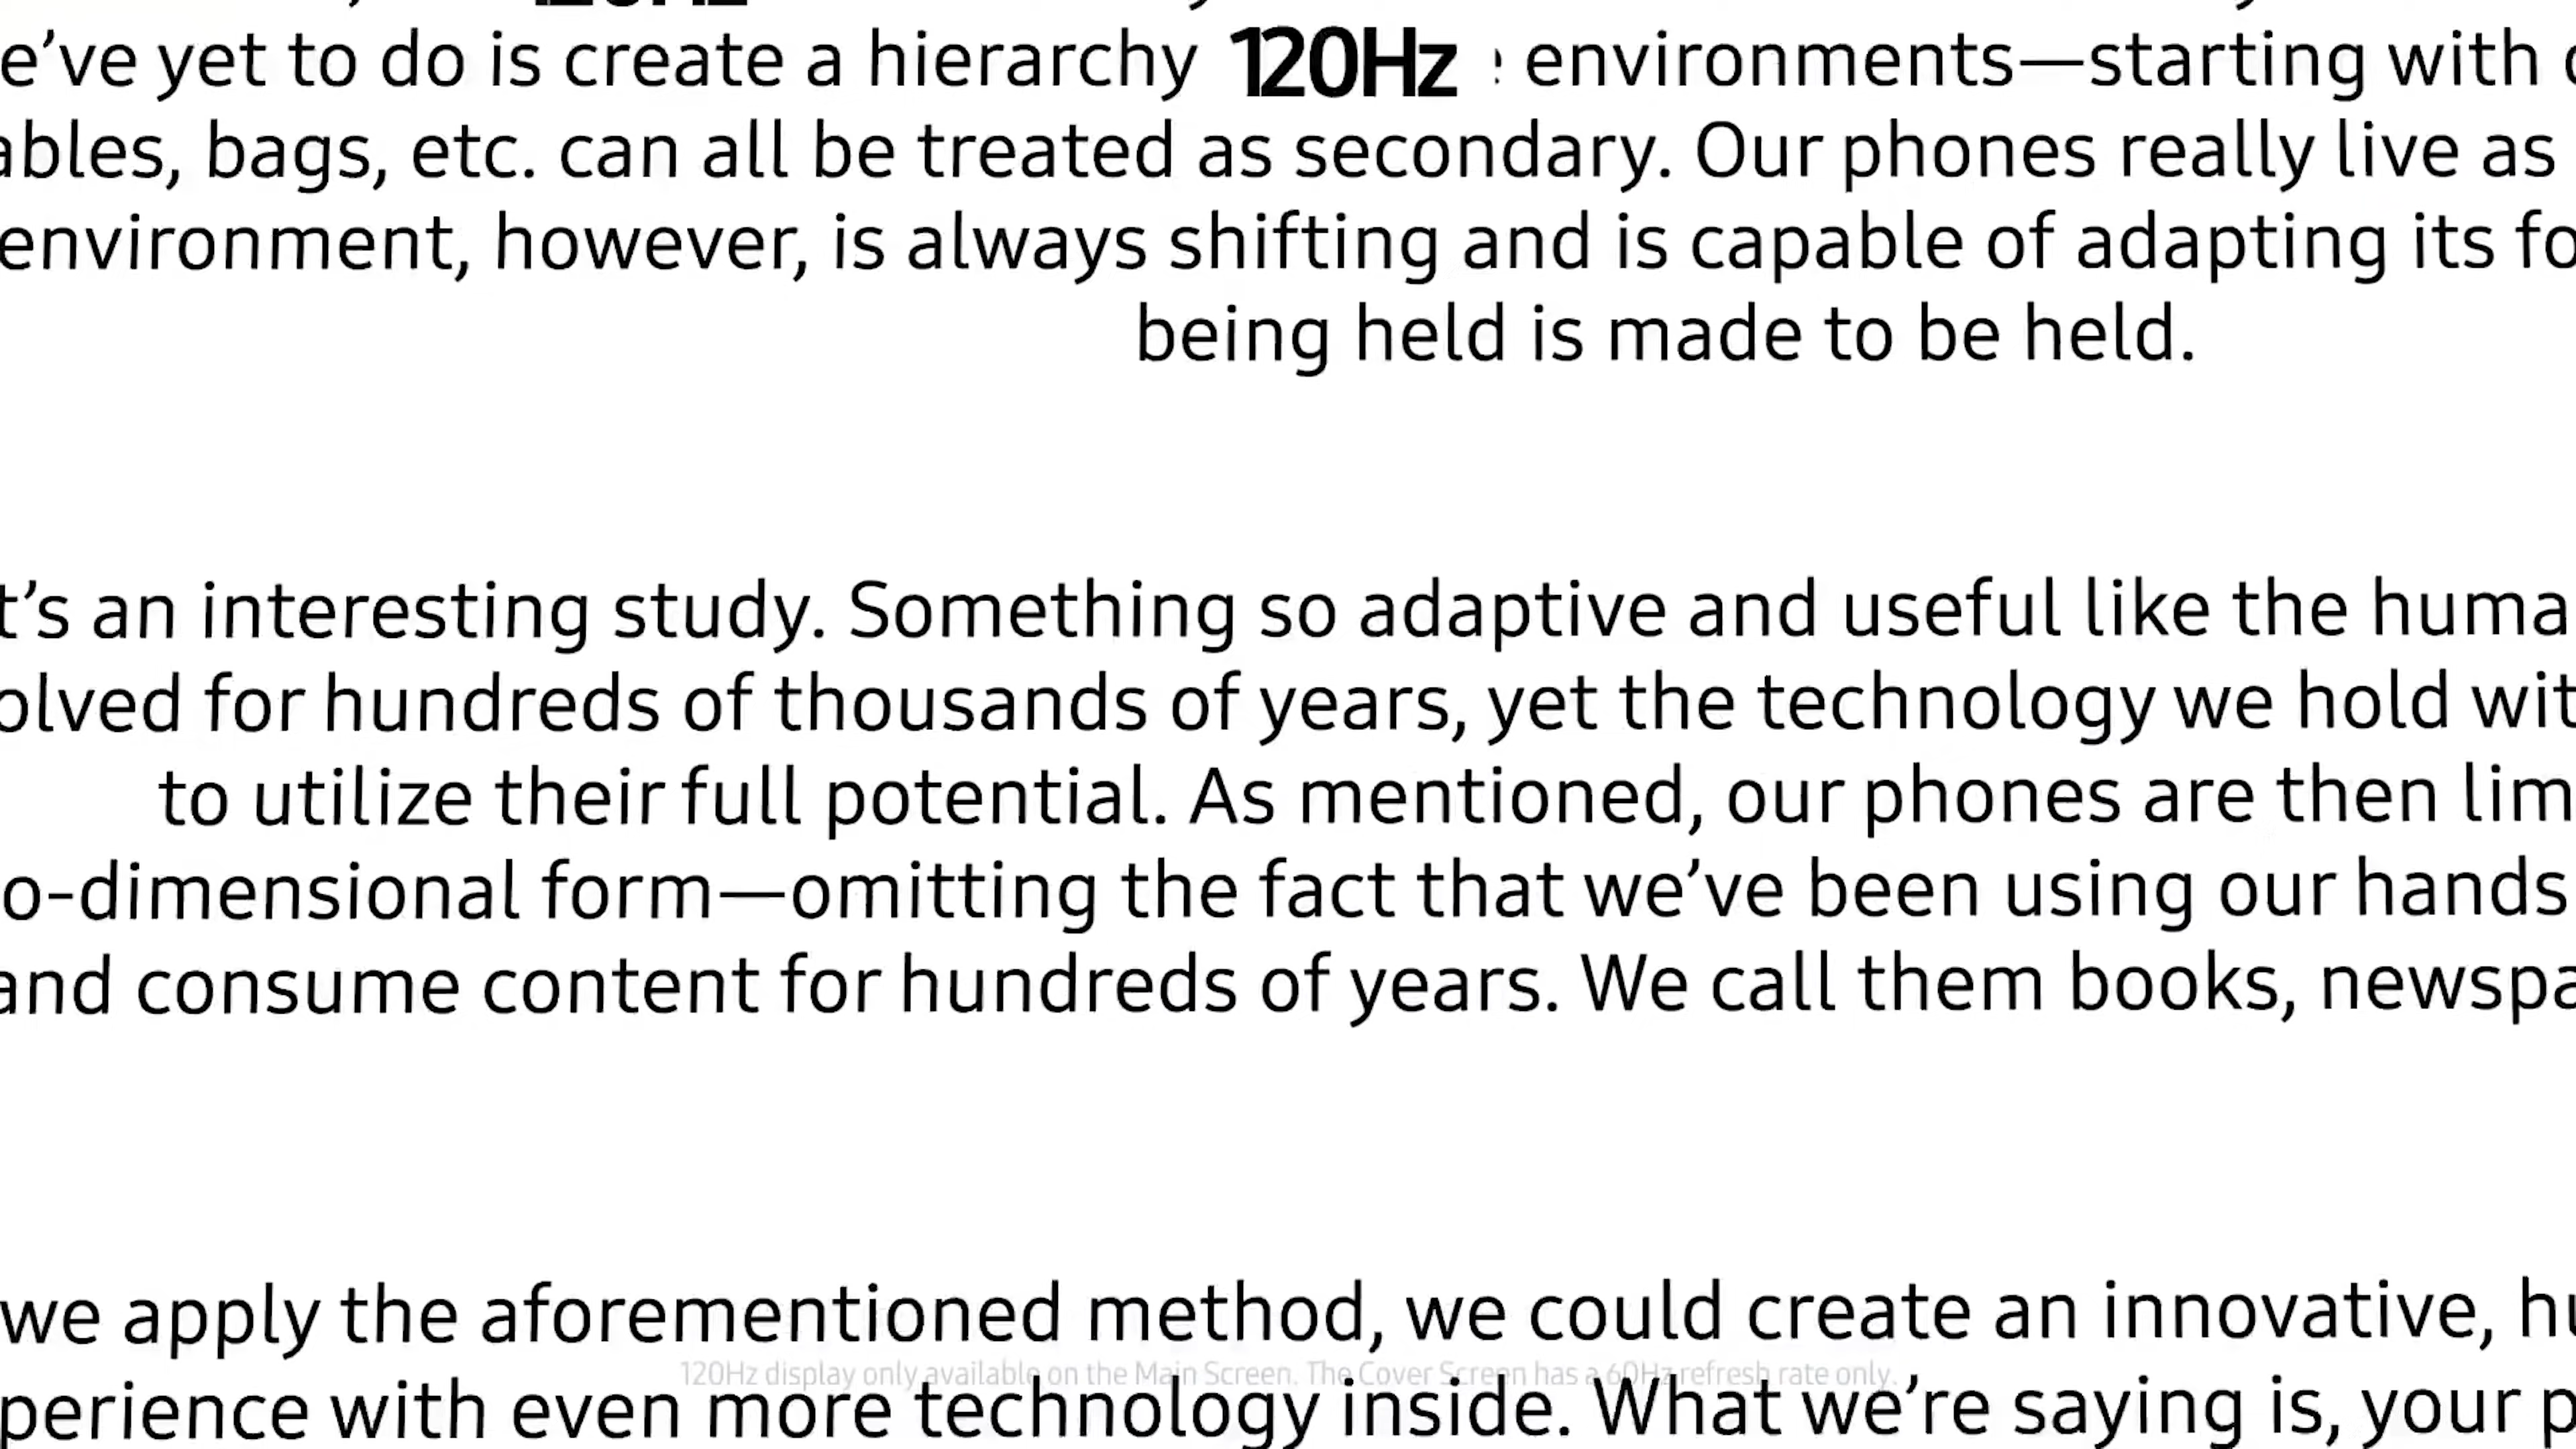 e’ve yet to do is create a hierarchy 120Hz environments—starting with
ables, bags, etc. can all be treated as secondary. Our phones really live as
environment, however, is always shifting and is capable of adapting its fo
being held is made to be held.
t’s an interesting study. Something so adaptive and useful like the huma
olved for hundreds of thousands of years, yet the technology we hold wit
to utilize their full potential. As mentioned, our phones are then lim
o-dimensional form—omitting the fact that we’ve been using our hands
and consume content for hundreds of years. We call them books, newspa
we apply the aforementioned method, we could create an innovative, hu
120Hz display only available on the Main Screen. The Cover Screen has a 60Hz refresh rate only.
perience with even more technology inside. What we’re saying is, your p